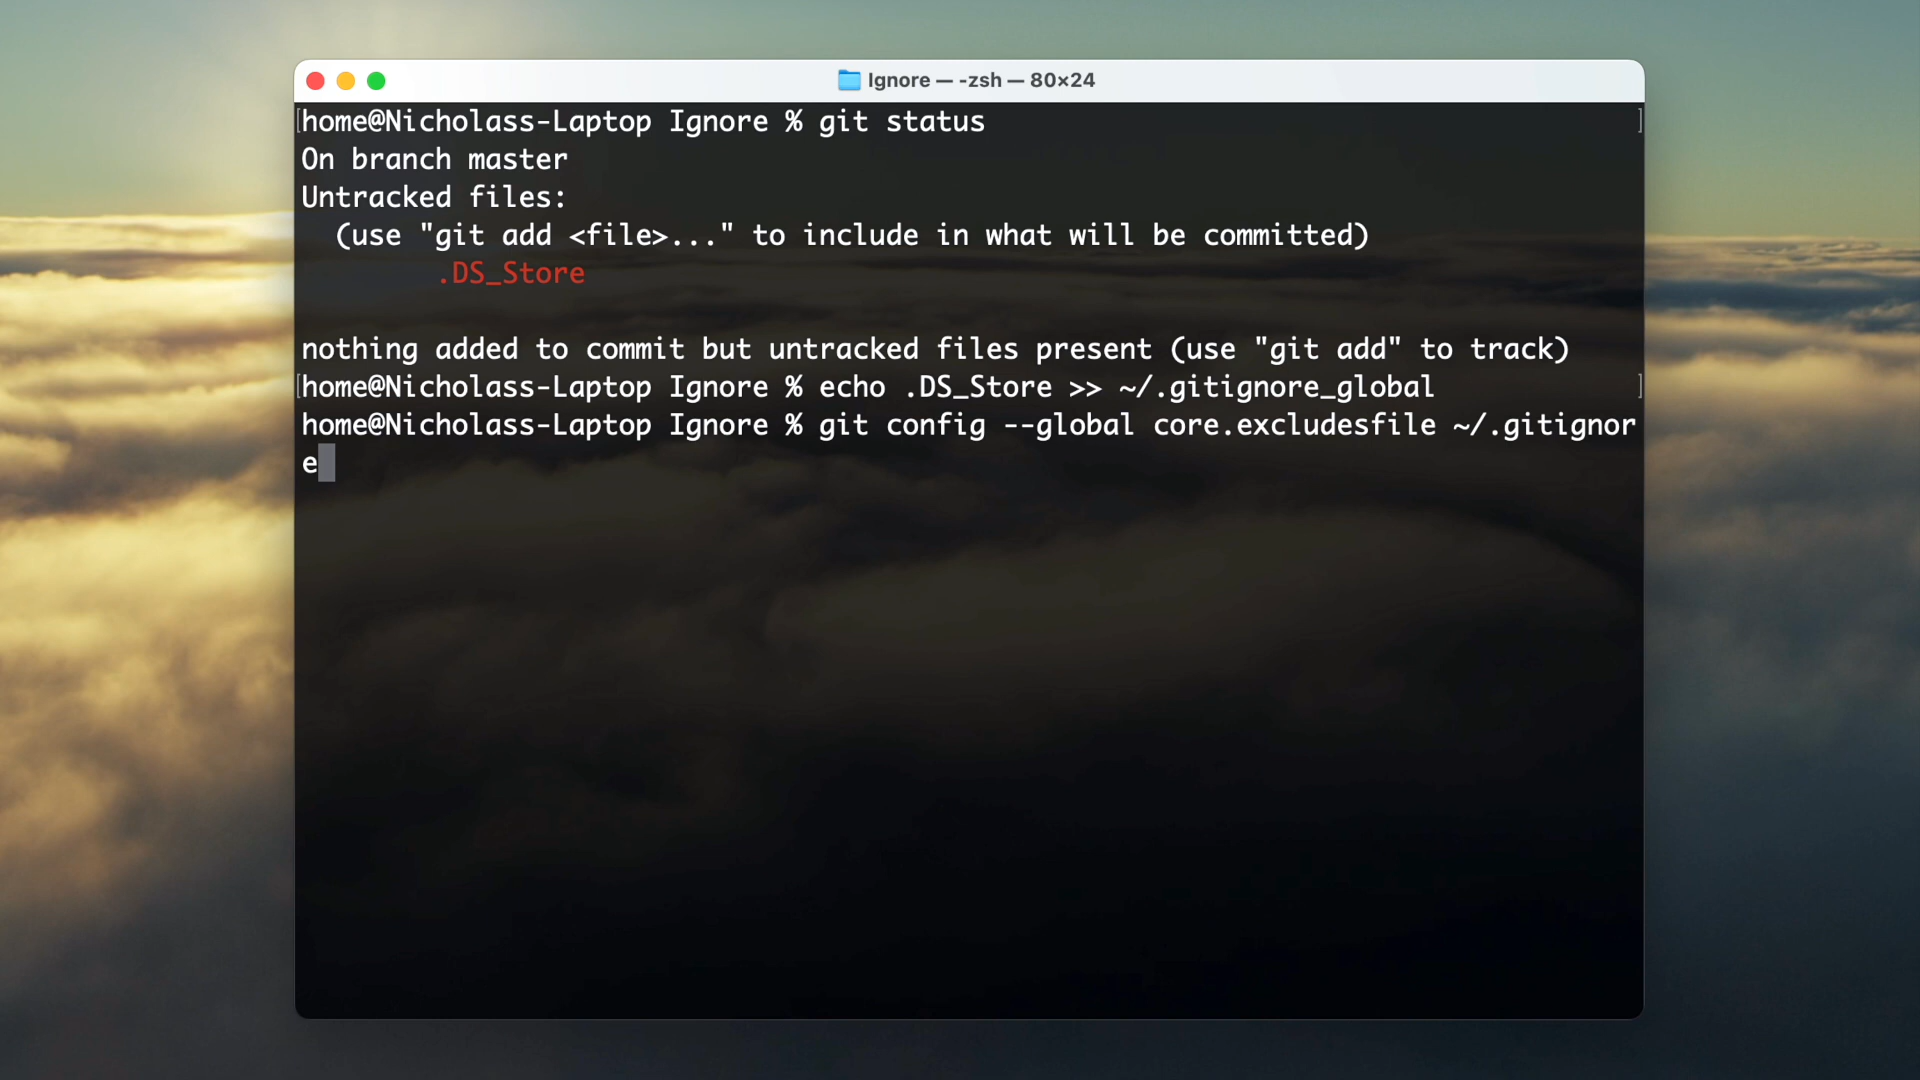 Ignore — -zsh — 80×24
[home@Nicholass-Laptop Ignore % git status ]
On branch master
Untracked files:
  (use "git add <file>..." to include in what will be committed)
        .DS_Store
nothing added to commit but untracked files present (use "git add" to track)
[home@Nicholass-Laptop Ignore % echo .DS_Store >> ~/.gitignore_global ]
home@Nicholass-Laptop Ignore % git config --global core.excludesfile ~/.gitignor
e